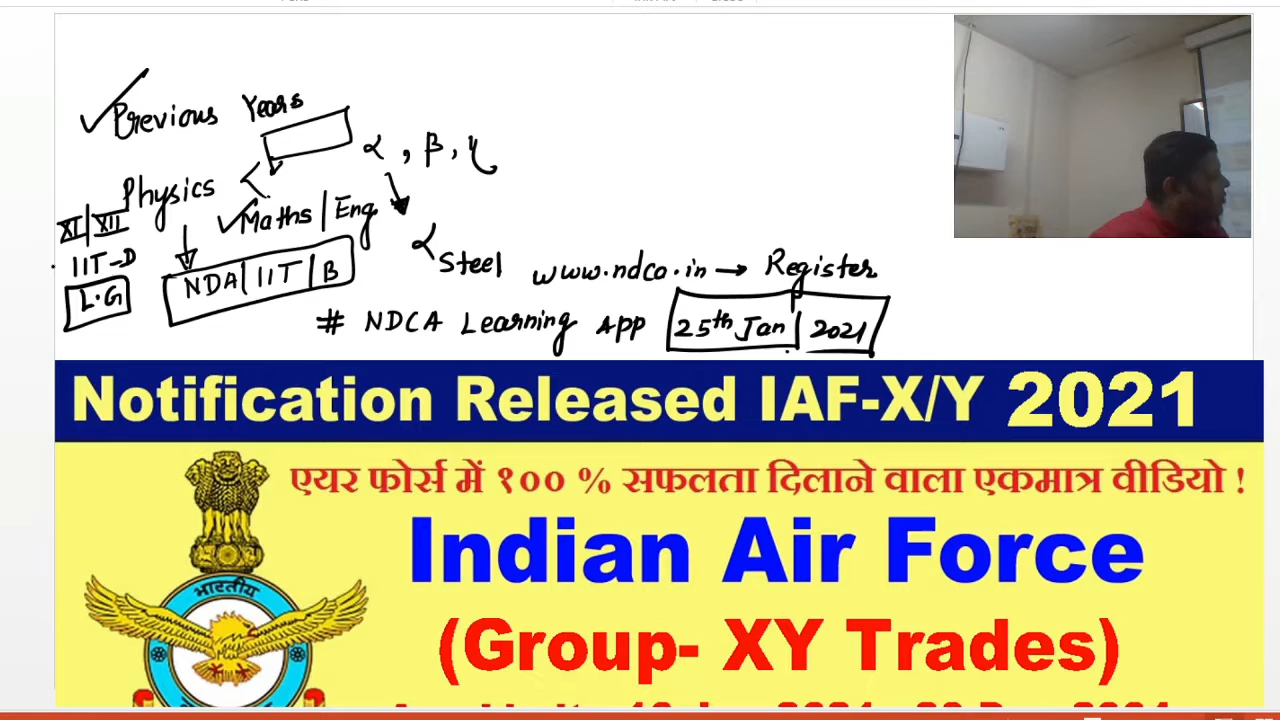 Previous Years
α, β, η
Physics
XI | XII
Maths | Eng
α Steel
IIT-D
NDA | IIT | B
L.G
www.ndca.in → Register
# NDCA Learning APP 25th Jan | 2021
Notification Released IAF-X/Y 2021
एयर फोर्स में १०० % सफलता दिलाने वाला एकमात्र वीडियो !
Indian Air Force
(Group- XY Trades)
भारतीय